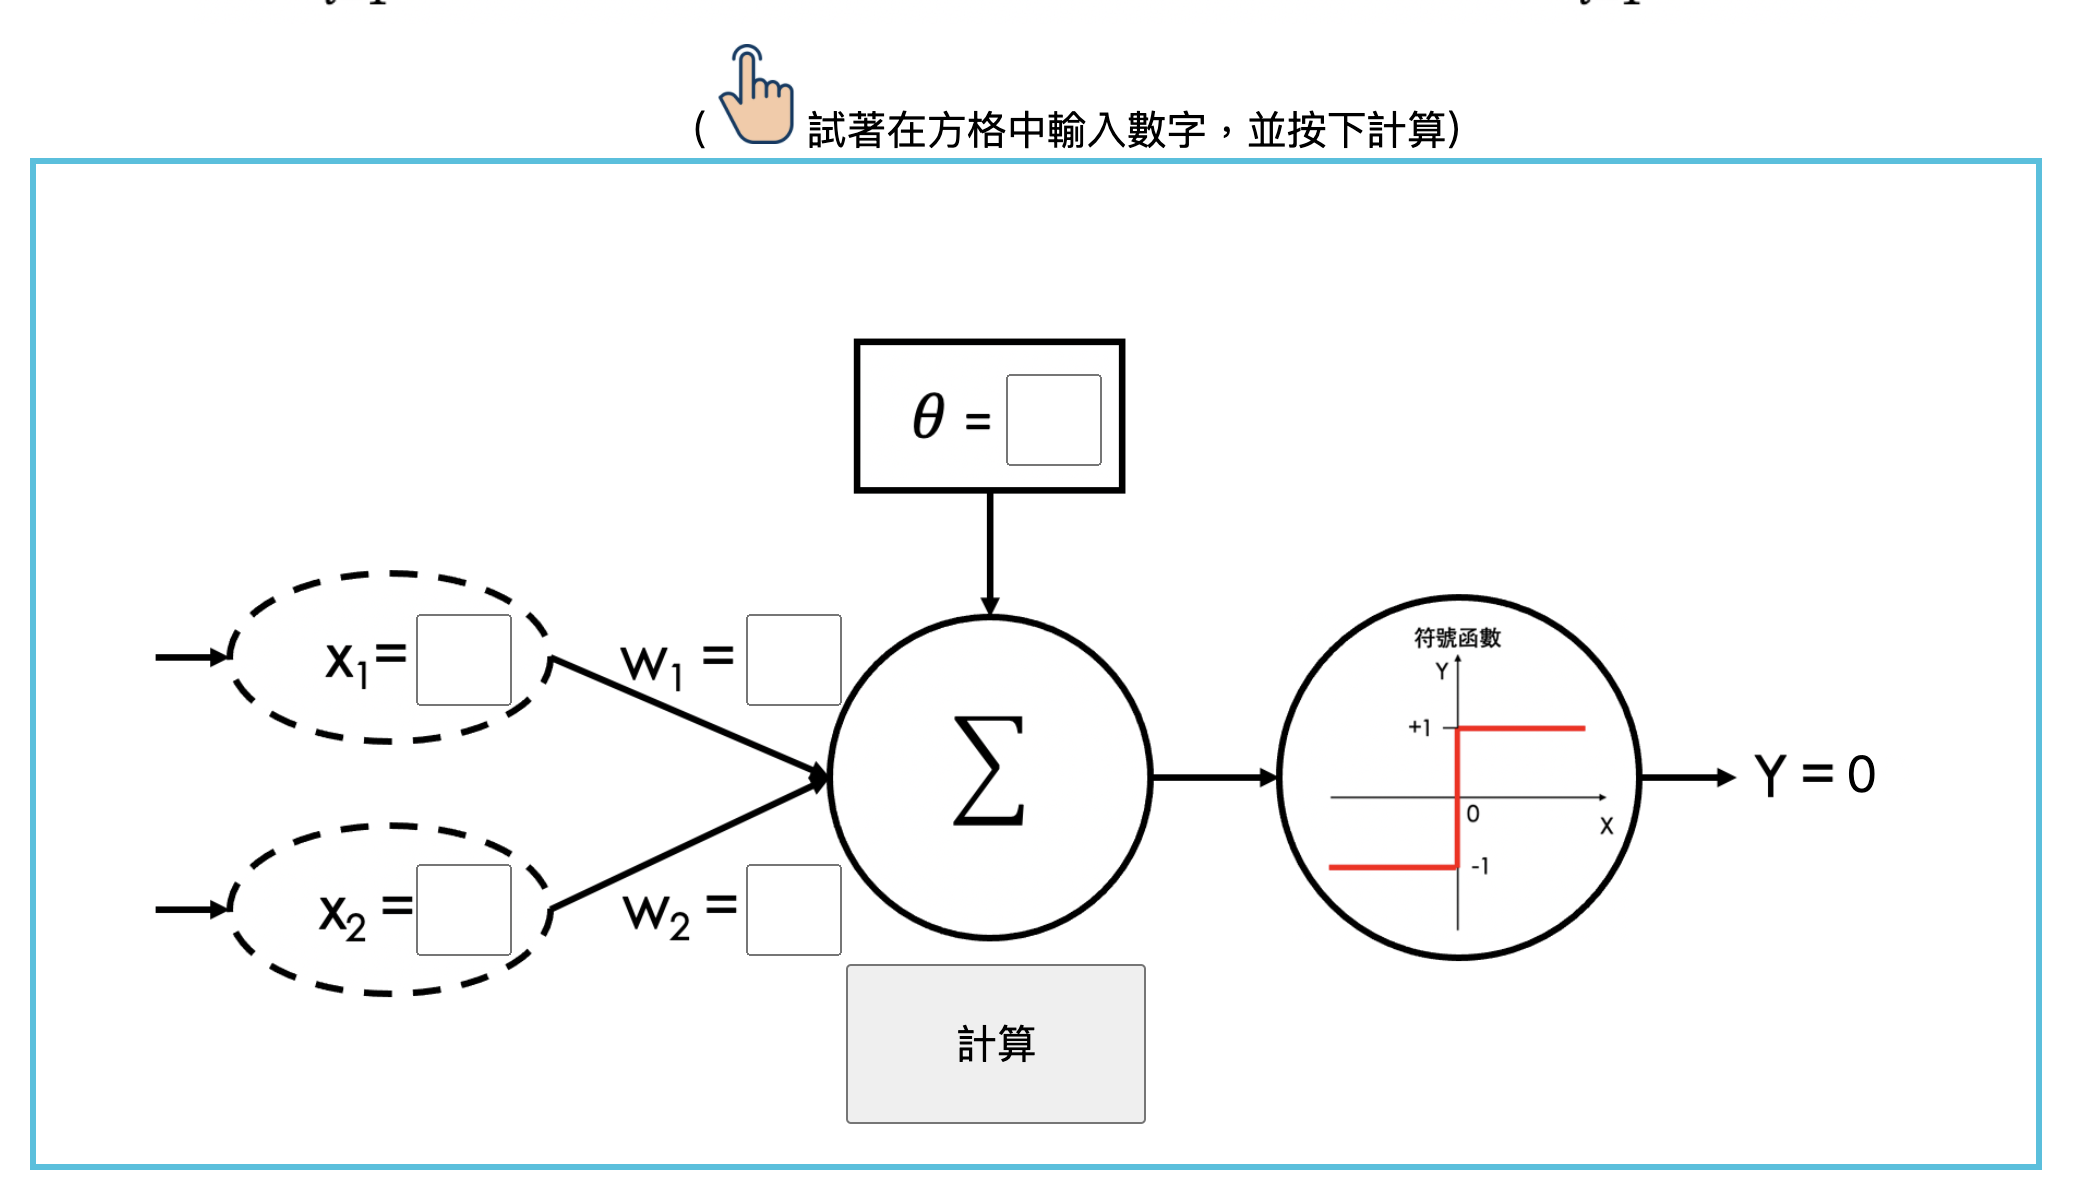 (試著在方格中輸入數字，並按下計算)
θ =
x₁=
w₁ =
Σ
符號函數
Y
+1
0
X
-1
Y = 0
x₂ =
w₂ =
計算